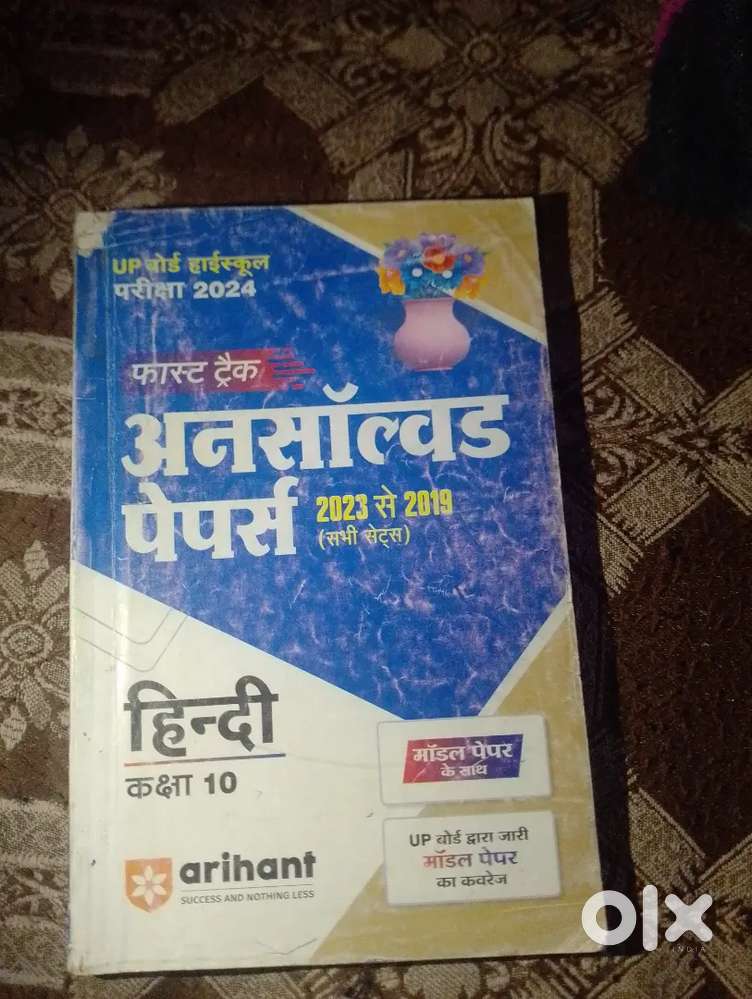 UP बोर्ड हाईस्कूल
परीक्षा 2024
फास्ट ट्रैक
अनसॉल्वड
पेपर्स 2023 से 2019
(सभी सेट्स)
हिन्दी
कक्षा 10
मॉडल पेपर
के साथ
UP बोर्ड द्वारा जारी
मॉडल पेपर
का कवरेज
arihant
SUCCESS AND NOTHING LESS
olx
INDIA